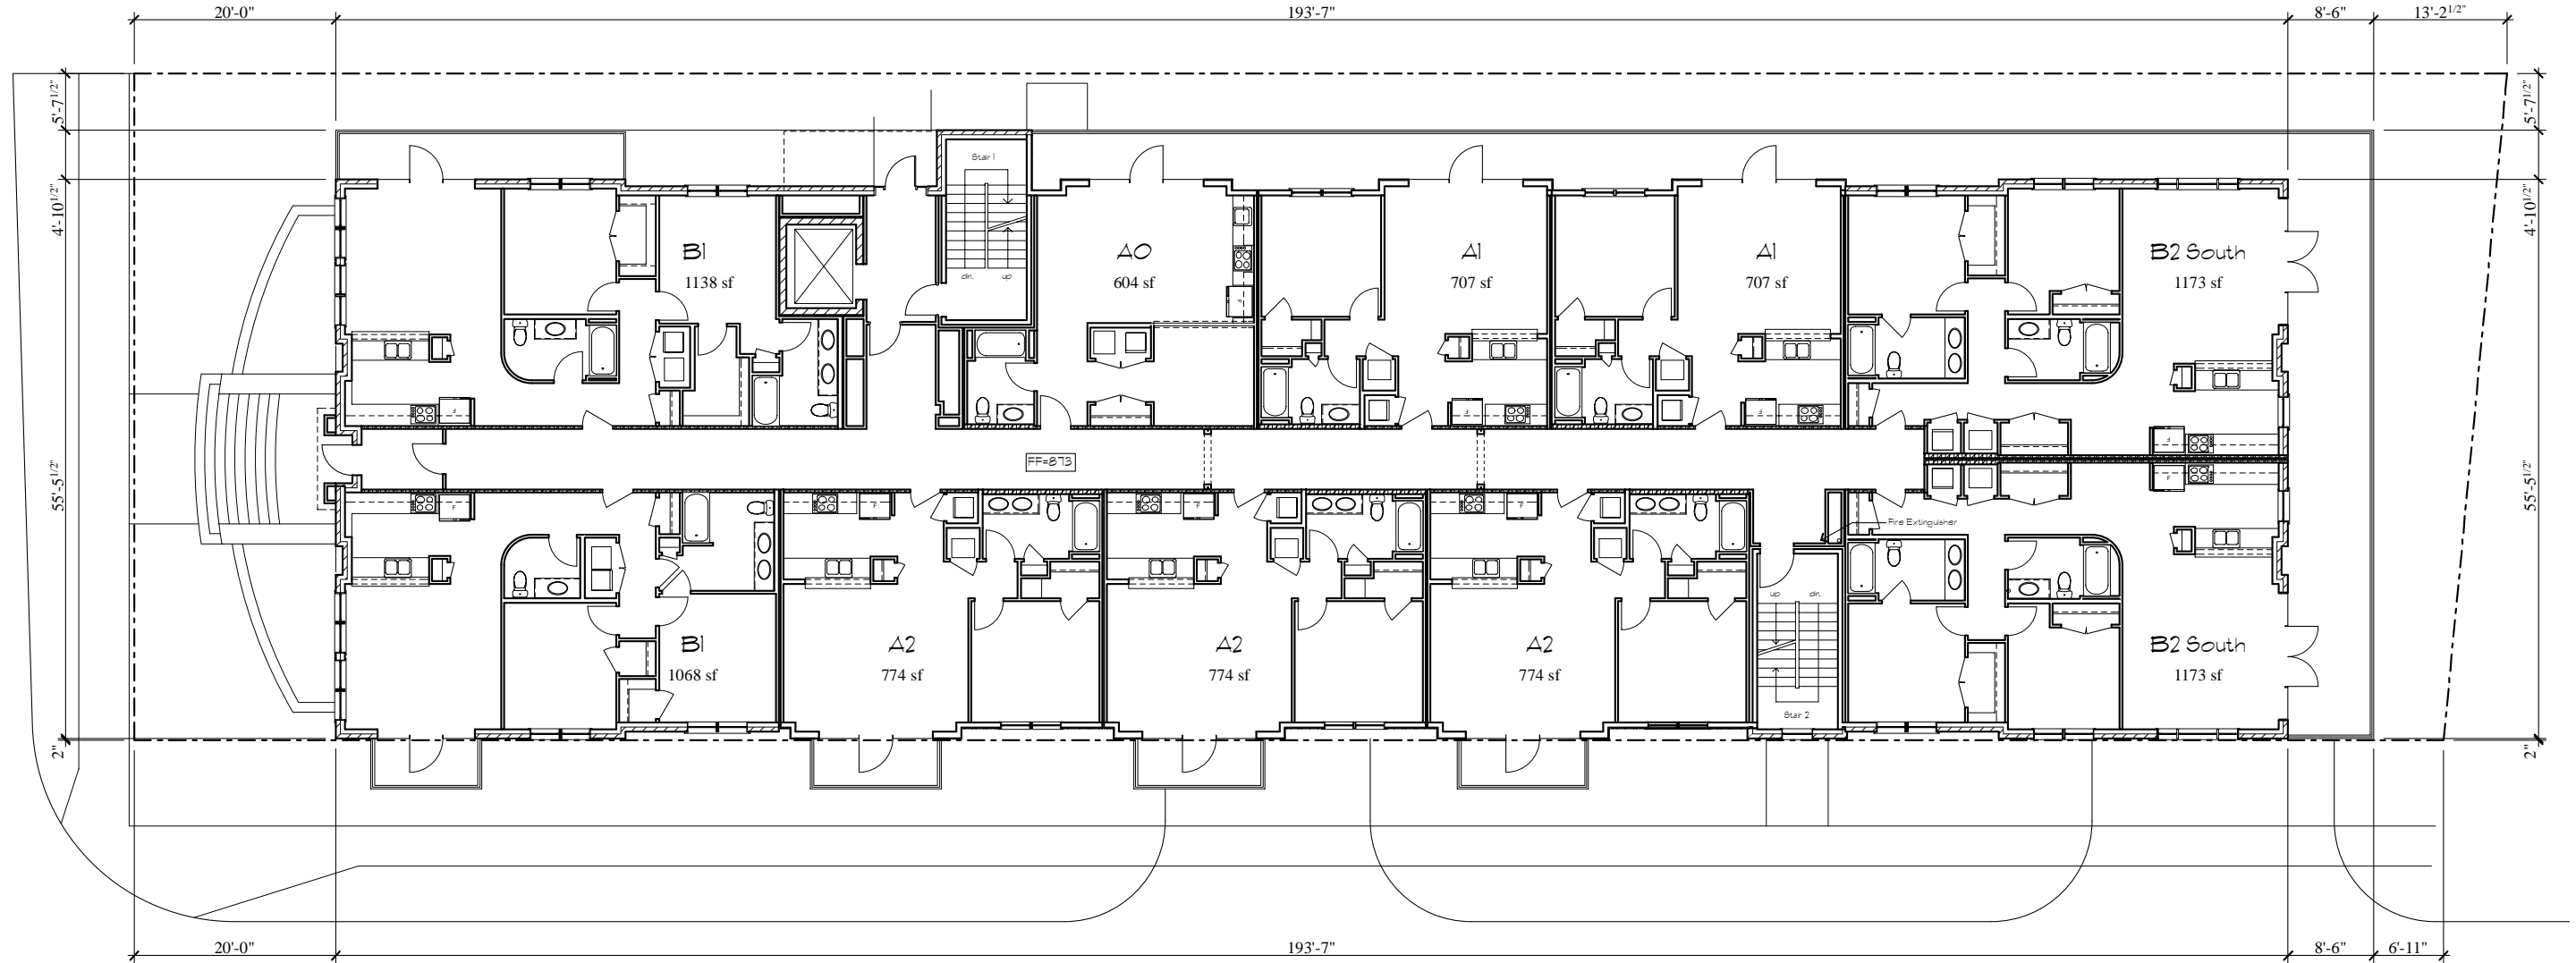 20'-0"
193'-7"
8'-6"
13'-2 1/2"
5'-7 1/2"
5'-7 1/2"
Stair 1
dn.
up
4'-10 1/2"
4'-10 1/2"
B1
1138 sf
A0
604 sf
A1
707 sf
A1
707 sf
B2 South
1173 sf
F
F
F
F
F
FF=873
55'-5 1/2"
55'-5 1/2"
F
F
F
F
F
Fire Extinguisher
up
dn.
B1
1068 sf
A2
774 sf
A2
774 sf
A2
774 sf
B2 South
1173 sf
Stair 2
2"
2"
20'-0"
193'-7"
8'-6"
6'-11"